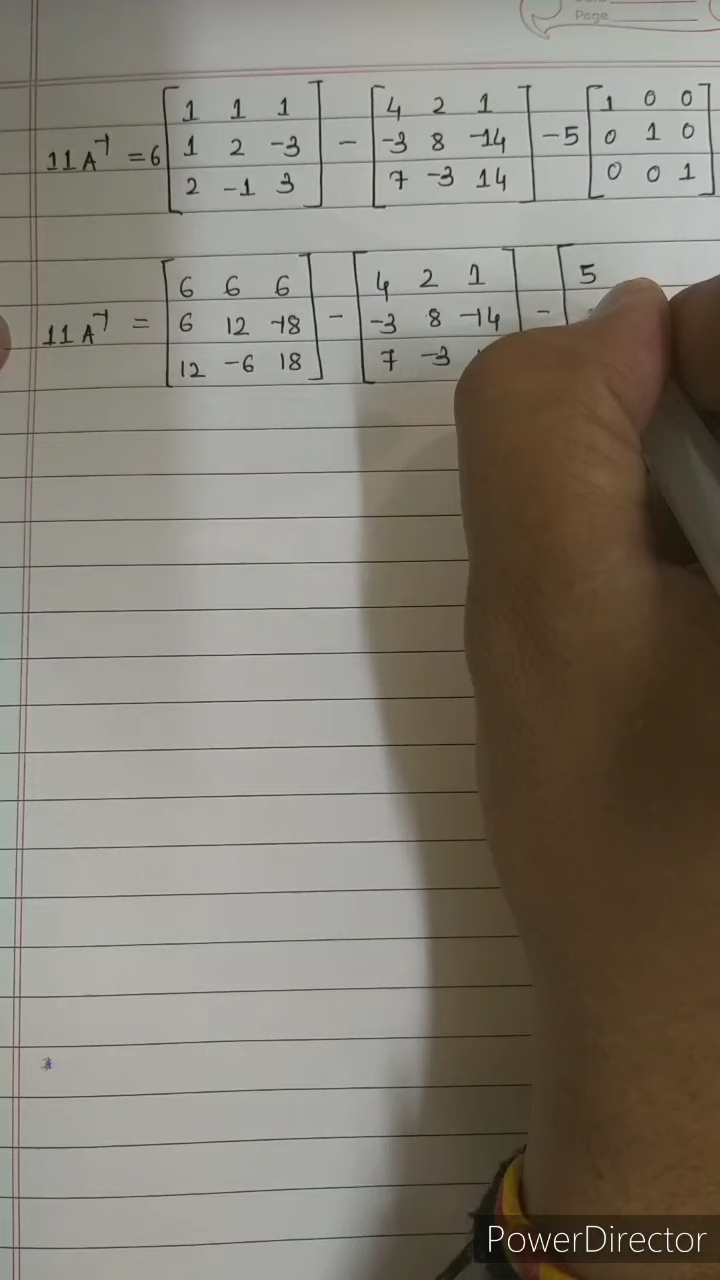 Page
11A⁻¹ = 6 [1 1 1; 1 2 -3; 2 -1 3] - [4 2 1; -3 8 -14; 7 -3 14] - 5 [1 0 0; 0 1 0; 0 0 1]
11A⁻¹ = [6 6 6; 6 12 -18; 12 -6 18] - [4 2 1; -3 8 -14; 7 -3] - [5
PowerDirector